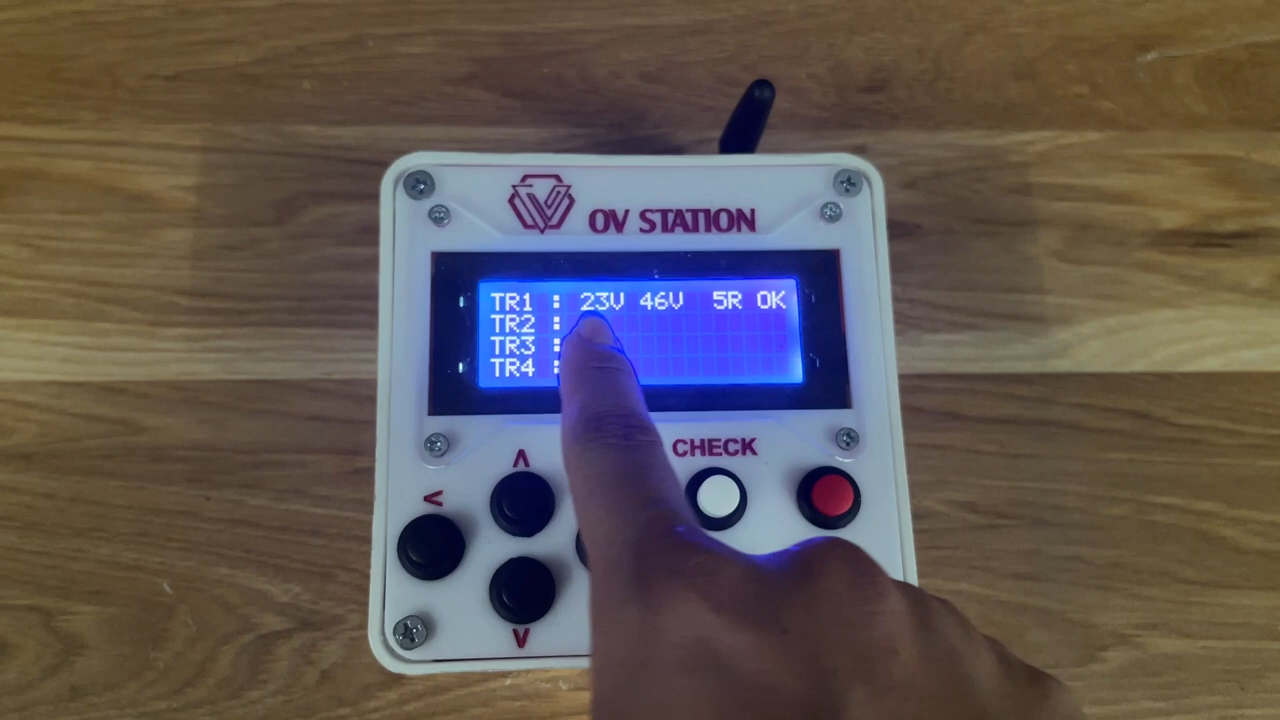 OV STATION
TR1 : 23V 46V 5R OK
TR2 :
TR3 :
TR4 :
CHECK